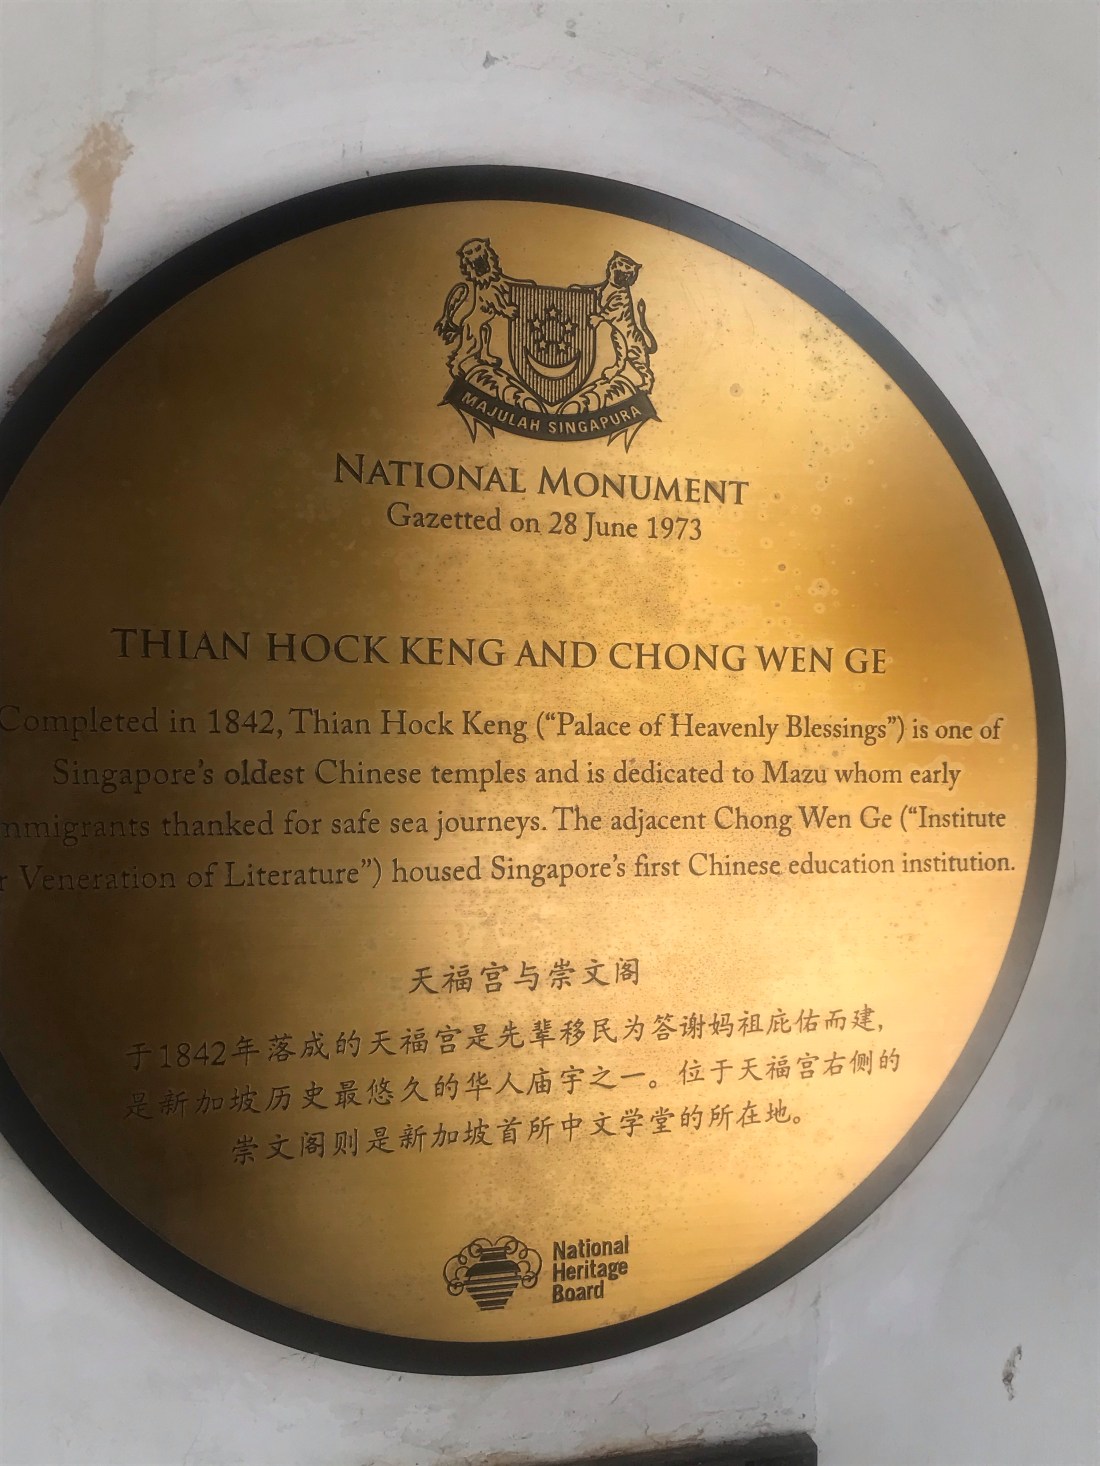 MAJULAH SINGAPURA
NATIONAL MONUMENT
Gazetted on 28 June 1973
THIAN HOCK KENG AND CHONG WEN GE
Completed in 1842, Thian Hock Keng (“Palace of Heavenly Blessings”) is one of
Singapore’s oldest Chinese temples and is dedicated to Mazu whom early
mmigrants thanked for safe sea journeys. The adjacent Chong Wen Ge (“Institute
r Veneration of Literature”) housed Singapore’s first Chinese education institution.
天福宫与崇文阁
于1842年落成的天福宫是先辈移民为答谢妈祖庇佑而建,
是新加坡历史最悠久的华人庙宇之一。位于天福宫右侧的
崇文阁则是新加坡首所中文学堂的所在地。
National
Heritage
Board